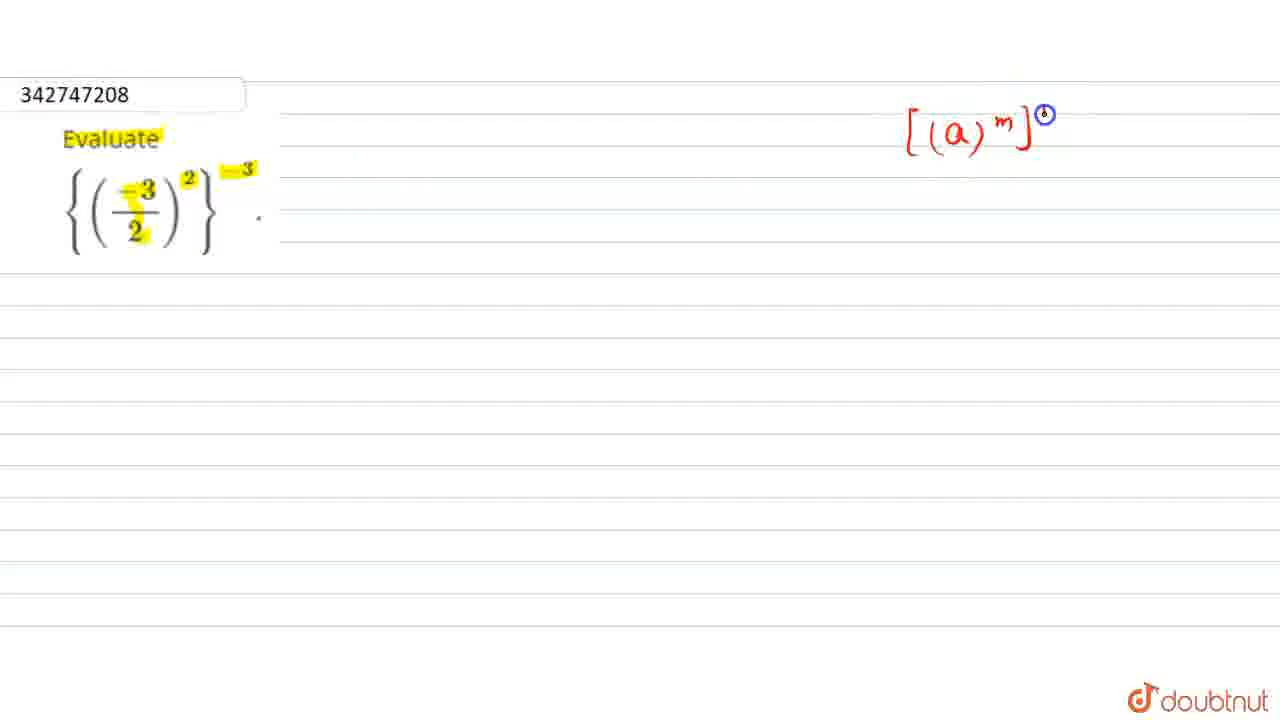 342747208
Evaluate
{(-3/2)^2}^-3 .
[(a)^m]
doubtnut